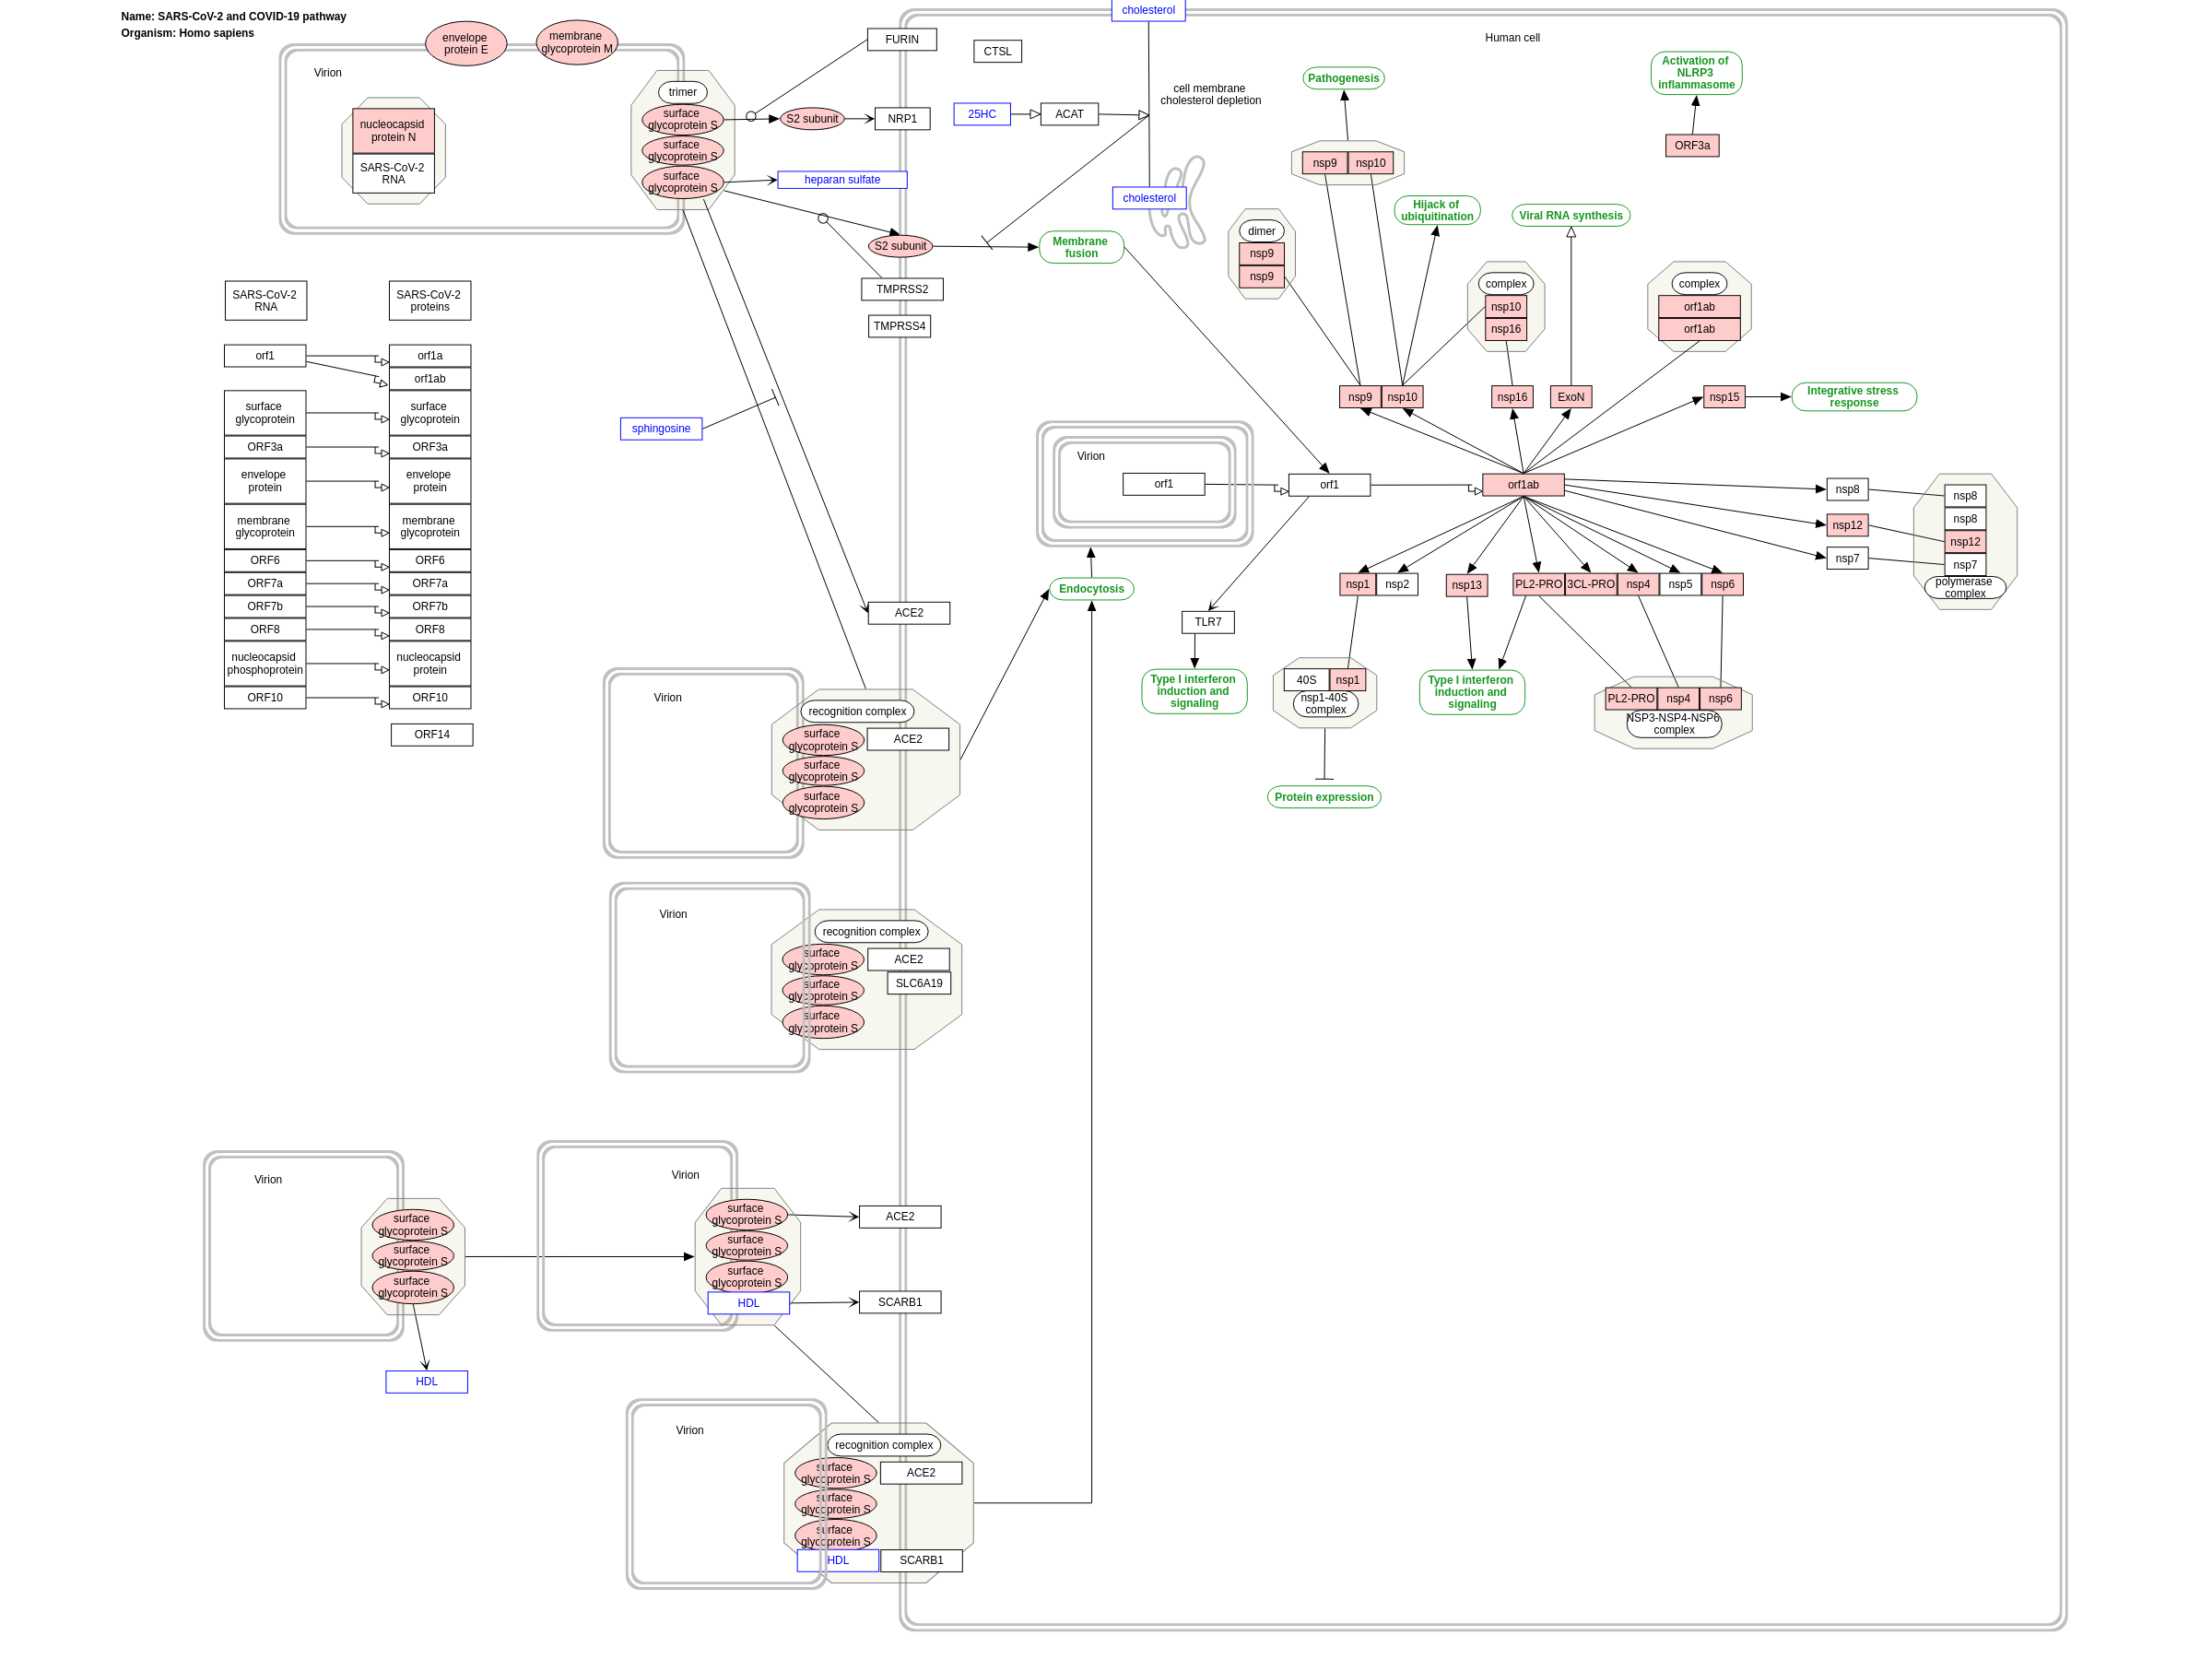 Name: SARS-CoV-2 and COVID-19 pathway
Organism: Homo sapiens
envelope
protein E
membrane
glycoprotein M
Virion
nucleocapsid
protein N
SARS-CoV-2
RNA
trimer
surface
glycoprotein S
surface
glycoprotein S
surface
glycoprotein S
FURIN
S2 subunit
NRP1
heparan sulfate
S2 subunit
TMPRSS2
TMPRSS4
CTSL
25HC
ACAT
cholesterol
cell membrane
cholesterol depletion
cholesterol
Membrane
fusion
Human cell
Pathogenesis
nsp9
nsp10
Activation of
NLRP3
inflammasome
ORF3a
Hijack of
ubiquitination
Viral RNA synthesis
dimer
nsp9
nsp9
complex
nsp10
nsp16
complex
orf1ab
orf1ab
nsp9
nsp10
nsp16
ExoN
nsp15
Integrative stress
response
SARS-CoV-2
RNA
SARS-CoV-2
proteins
orf1
orf1a
orf1ab
surface
glycoprotein
surface
glycoprotein
ORF3a
ORF3a
envelope
protein
envelope
protein
membrane
glycoprotein
membrane
glycoprotein
ORF6
ORF6
ORF7a
ORF7a
ORF7b
ORF7b
ORF8
ORF8
nucleocapsid
phosphoprotein
nucleocapsid
protein
ORF10
ORF10
ORF14
sphingosine
ACE2
Virion
orf1
orf1
orf1ab
Endocytosis
TLR7
Type I interferon
induction and
signaling
nsp8
nsp12
nsp7
nsp8
nsp8
nsp12
nsp7
polymerase
complex
nsp1
nsp2
nsp13
PL2-PRO
3CL-PRO
nsp4
nsp5
nsp6
40S
nsp1
nsp1-40S
complex
Type I interferon
induction and
signaling
PL2-PRO
nsp4
nsp6
NSP3-NSP4-NSP6
complex
Protein expression
Virion
recognition complex
surface
glycoprotein S
ACE2
surface
glycoprotein S
surface
glycoprotein S
Virion
recognition complex
surface
glycoprotein S
ACE2
SLC6A19
surface
glycoprotein S
surface
glycoprotein S
Virion
surface
glycoprotein S
surface
glycoprotein S
surface
glycoprotein S
HDL
Virion
surface
glycoprotein S
surface
glycoprotein S
surface
glycoprotein S
HDL
ACE2
SCARB1
Virion
recognition complex
surface
glycoprotein S
ACE2
surface
glycoprotein S
surface
glycoprotein S
HDL
SCARB1